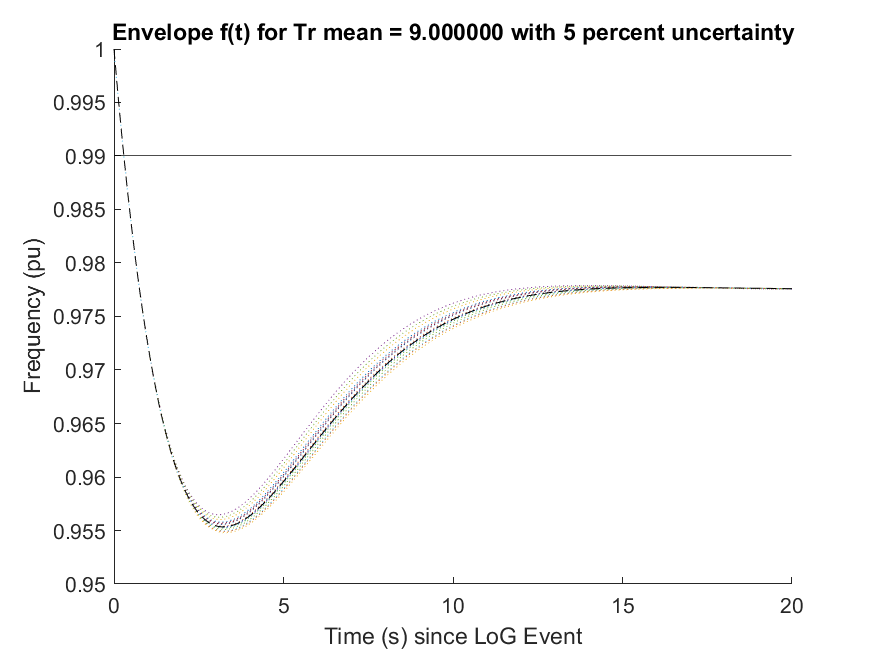 Envelope f(t) for Tr mean = 9.000000 with 5 percent uncertainty
1
0.995
0.99
0.985
0.98
0.975
0.97
0.965
0.96
0.955
0.95
Frequency (pu)
0 5 10 15 20
Time (s) since LoG Event